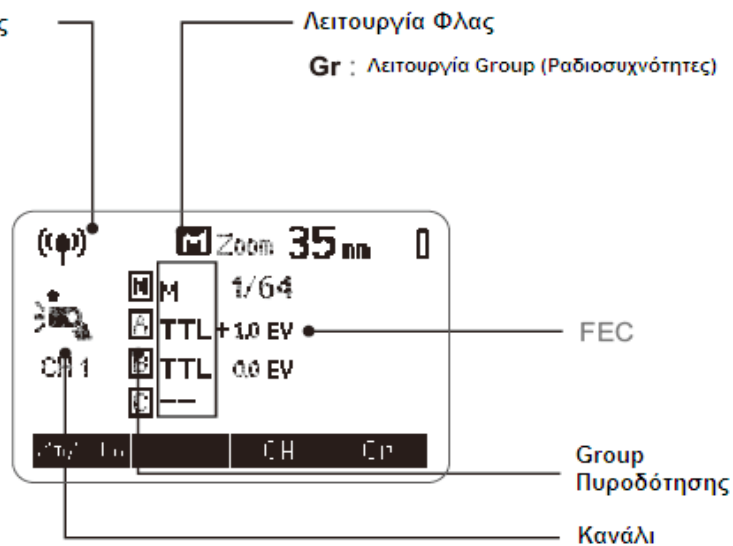 ς
Λειτουργία Φλας
Gr : Λειτουργία Group (Ραδιοσυχνότητες)
M Zoom 35 mm
M M 1/64
A TTL +1.0 EV
FEC
CH 1
B TTL 0.0 EV
C --
CH Gr
Group
Πυροδότησης
Κανάλι